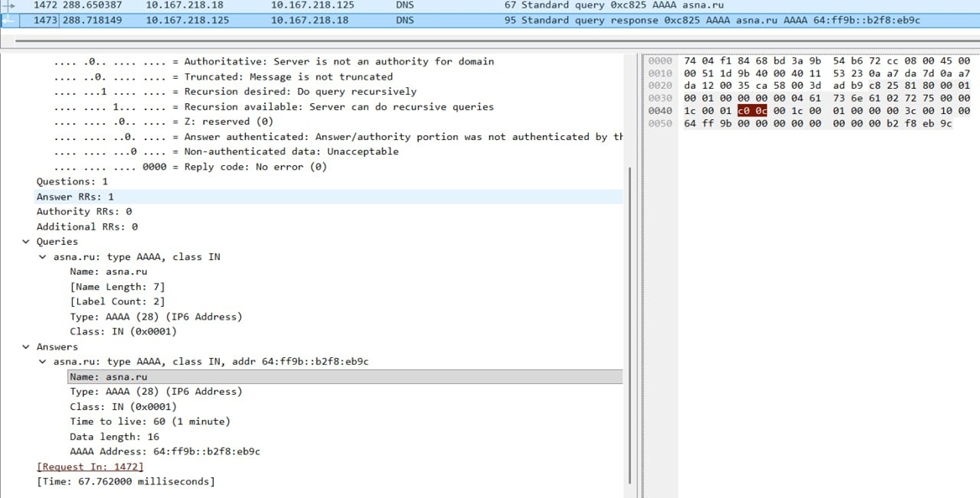 1472 288.650387 10.167.218.18 10.167.218.125 DNS 67 Standard query 0xc825 AAAA asna.ru
1473 288.718149 10.167.218.125 10.167.218.18 DNS 95 Standard query response 0xc825 AAAA asna.ru AAAA 64:ff9b::b2f8:eb9c
.... .0.. .... .... = Authoritative: Server is not an authority for domain
.... ..0. .... .... = Truncated: Message is not truncated
.... ...1 .... .... = Recursion desired: Do query recursively
.... .... 1... .... = Recursion available: Server can do recursive queries
.... .... .0.. .... = Z: reserved (0)
.... .... ..0. .... = Answer authenticated: Answer/authority portion was not authenticated by th
.... .... ...0 .... = Non-authenticated data: Unacceptable
.... .... .... 0000 = Reply code: No error (0)
Questions: 1
Answer RRs: 1
Authority RRs: 0
Additional RRs: 0
Queries
asna.ru: type AAAA, class IN
Name: asna.ru
[Name Length: 7]
[Label Count: 2]
Type: AAAA (28) (IP6 Address)
Class: IN (0x0001)
Answers
asna.ru: type AAAA, class IN, addr 64:ff9b::b2f8:eb9c
Name: asna.ru
Type: AAAA (28) (IP6 Address)
Class: IN (0x0001)
Time to live: 60 (1 minute)
Data length: 16
AAAA Address: 64:ff9b::b2f8:eb9c
[Request In: 1472]
[Time: 67.762000 milliseconds]
0000 74 04 f1 84 68 bd 3a 9b 54 b6 72 cc 08 00 45 00
0010 00 51 1d 9b 40 00 40 11 53 23 0a a7 da 7d 0a a7
0020 da 12 00 35 ca 58 00 3d ad b9 c8 25 81 80 00 01
0030 00 01 00 00 00 00 04 61 73 6e 61 02 72 75 00 00
0040 1c 00 01 c0 0c 00 1c 00 01 00 00 00 3c 00 10 00
0050 64 ff 9b 00 00 00 00 00 00 00 00 b2 f8 eb 9c